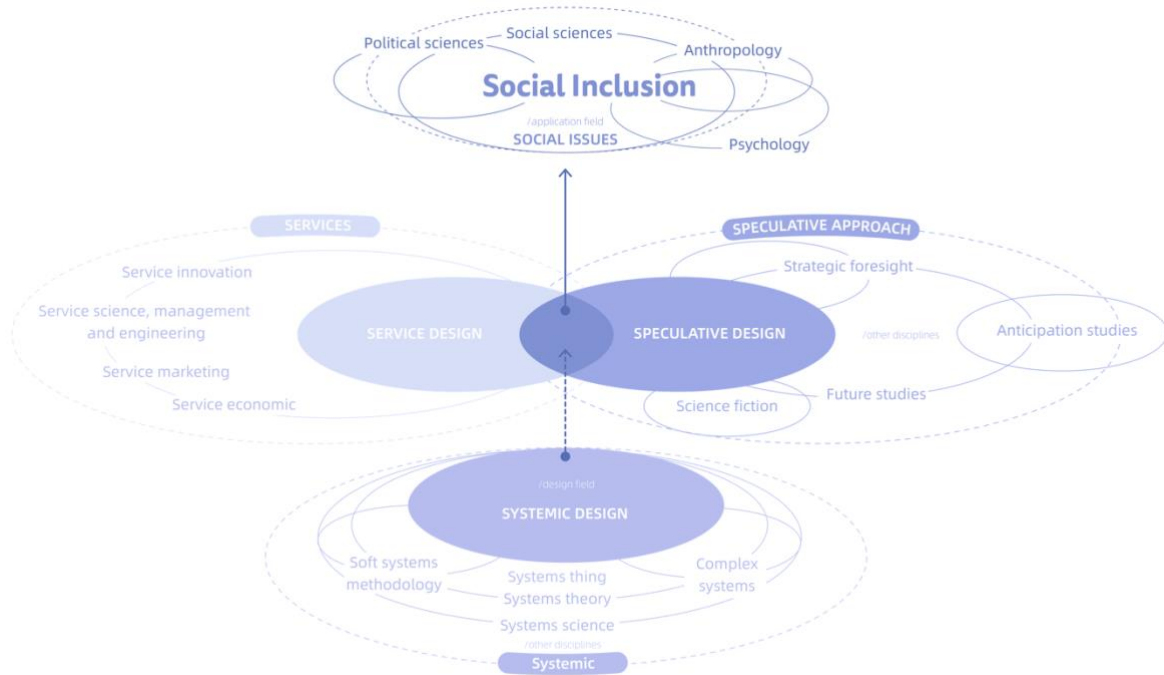 Social sciences
Political sciences
Anthropology
Social Inclusion
/application field
SOCIAL ISSUES
Psychology
SERVICES
SPECULATIVE APPROACH
Service innovation
Strategic foresight
Service science, management
and engineering
SERVICE DESIGN
SPECULATIVE DESIGN
/other disciplines
Anticipation studies
Service marketing
Service economic
Future studies
Science fiction
/design field
SYSTEMIC DESIGN
Soft systems
methodology
Systems thing
Systems theory
Complex
systems
Systems science
/other disciplines
Systemic